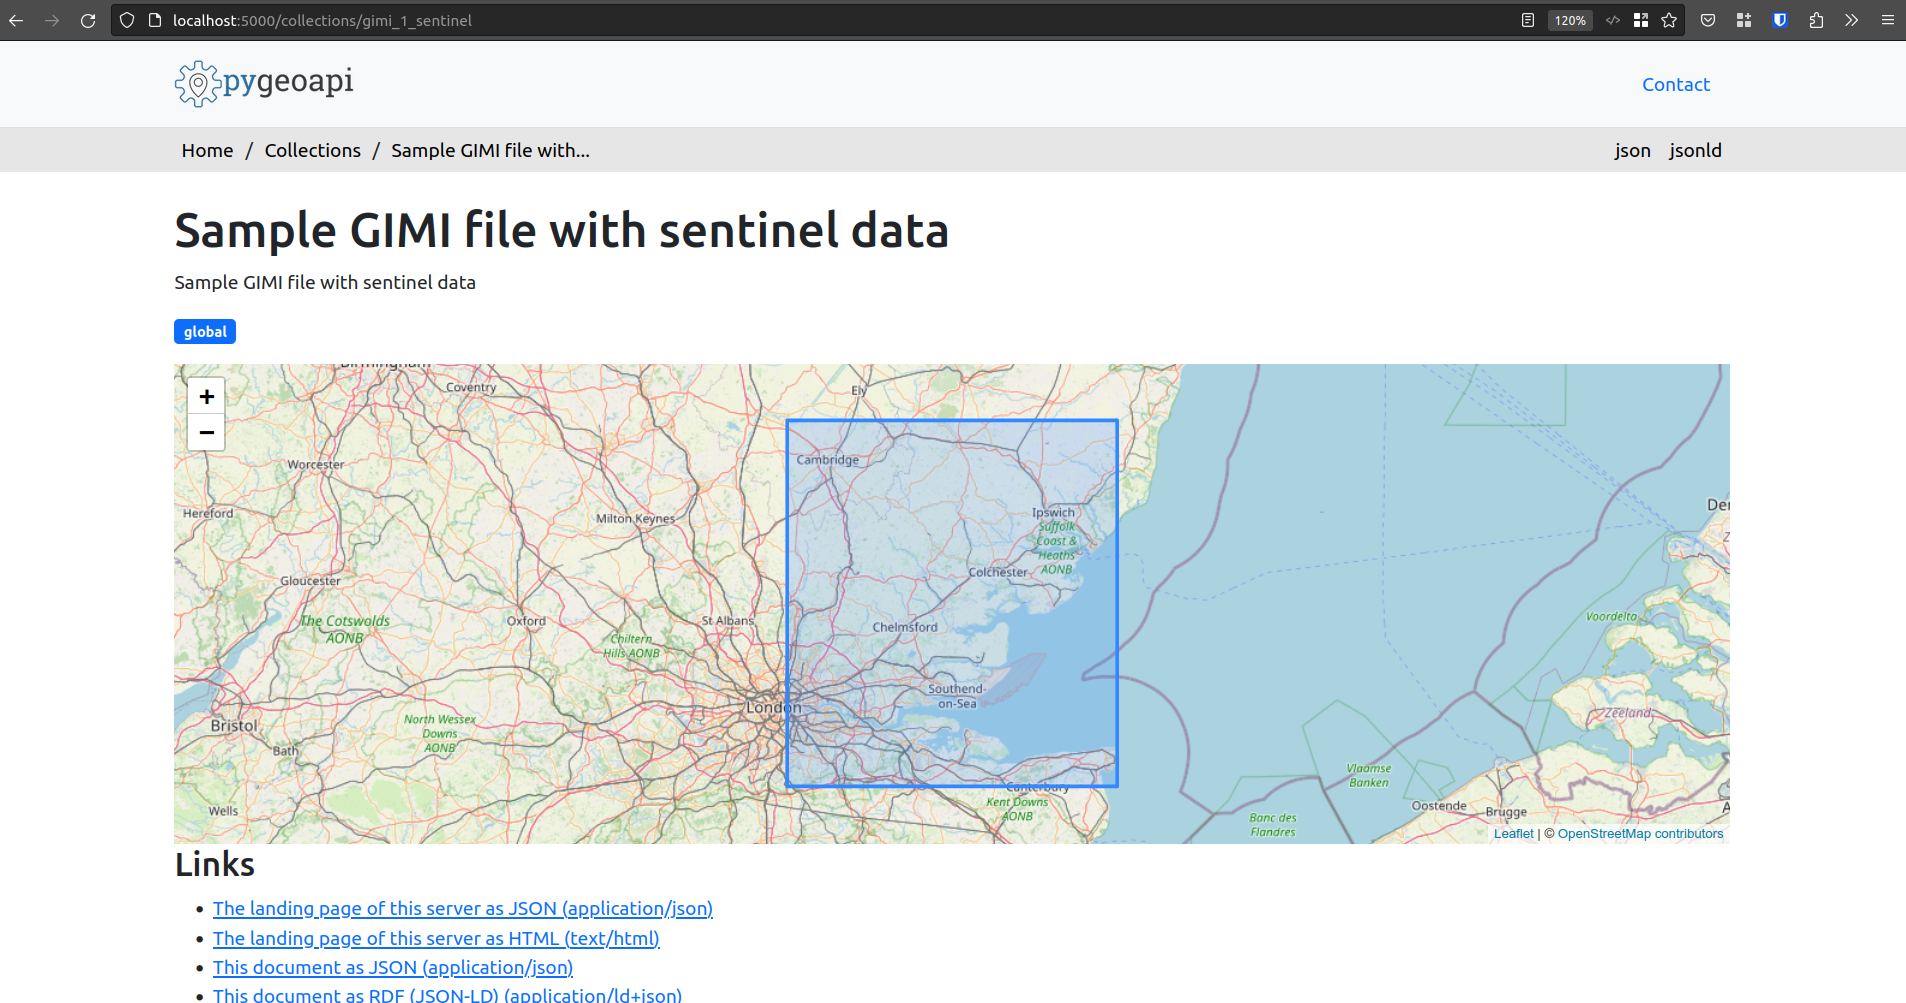 localhost:5000/collections/gimi_1_sentinel
120%
pygeoapi
Contact
Home / Collections / Sample GIMI file with...
json jsonld
Sample GIMI file with sentinel data
Sample GIMI file with sentinel data
global
+
−
Birmingham
Coventry
Ely
Worcester
Cambridge
Hereford
Milton Keynes
Ipswich
Suffolk
Coast &
Heaths
AONB
Colchester
Gloucester
The Cotswolds
AONB
Oxford
St Albans
Chelmsford
Chiltern
Hills AONB
Voordelta
Southend-
on-Sea
London
Bristol
Bath
North Wessex
Downs
AONB
Zeeland
Vlaamse
Banken
Canterbury
Kent Downs
AONB
Wells
Banc des
Flandres
Oostende
Brugge
Leaflet | © OpenStreetMap contributors
Links
The landing page of this server as JSON (application/json)
The landing page of this server as HTML (text/html)
This document as JSON (application/json)
This document as RDF (JSON-LD) (application/ld+json)